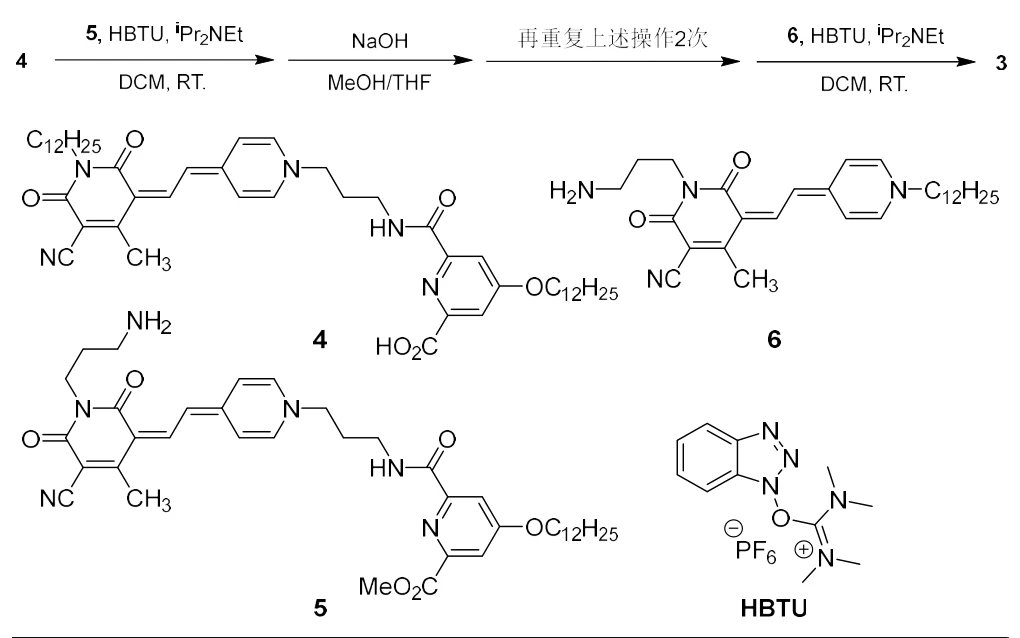 4 5, HBTU, iPr2NEt NaOH 再重复上述操作2次 6, HBTU, iPr2NEt 3
DCM, RT. MeOH/THF DCM, RT.
C12H25
N O O
O N
N
CH3
NC
HN O
N OC12H25
HO2C
4
H2N N O
O N C12H25
NC CH3
6
NH2
N O
O N
NC CH3
HN O
N OC12H25
MeO2C
5
N
N
N
O N
N
⊖
PF6 ⊕
HBTU